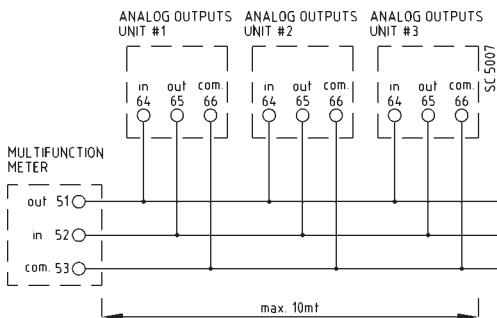 ANALOG OUTPUTS
UNIT #1
ANALOG OUTPUTS
UNIT #2
ANALOG OUTPUTS
UNIT #3
SC5007
in out com.
64 65 66
in out com.
64 65 66
in out com.
64 65 66
MULTIFUNCTION
METER
out 51
in 52
com. 53
max. 10mt